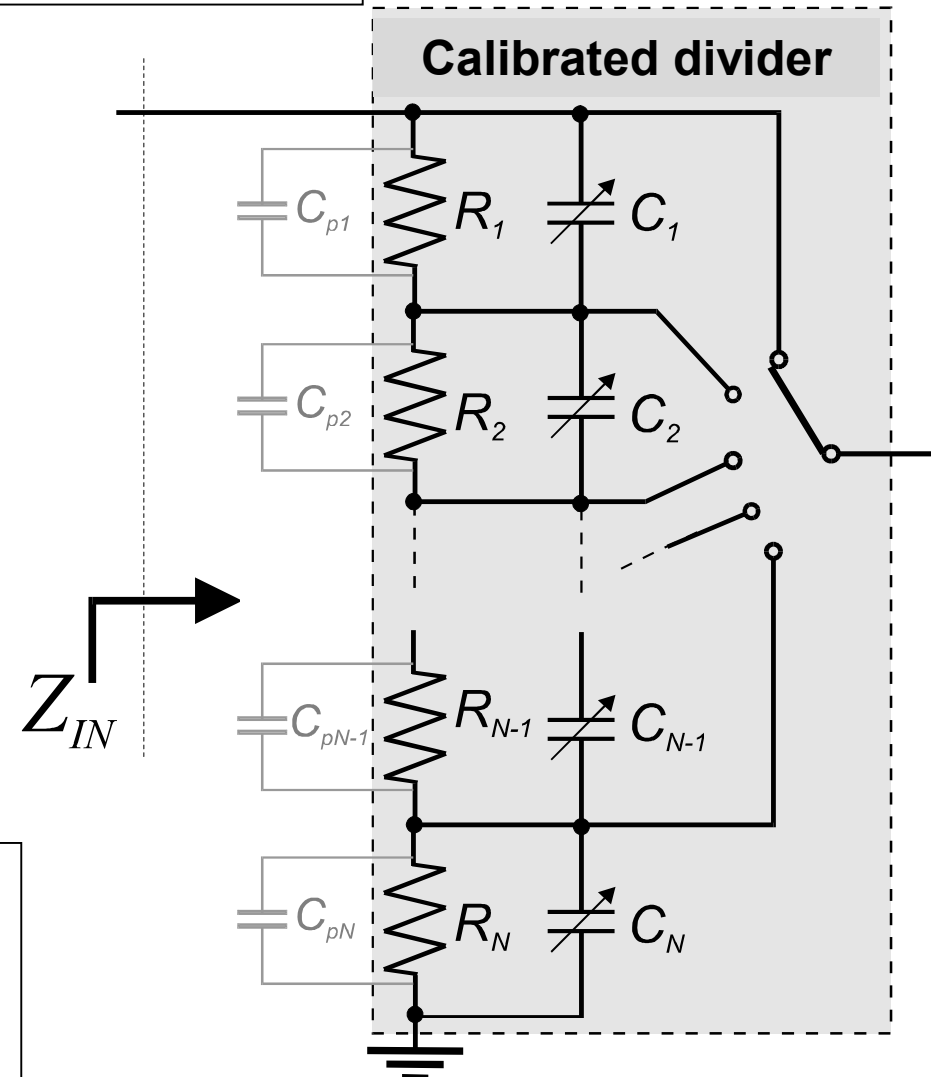 Calibrated divider
C_p1 R_1 C_1
C_p2 R_2 C_2
Z_IN
C_pN-1 R_N-1 C_N-1
C_pN R_N C_N